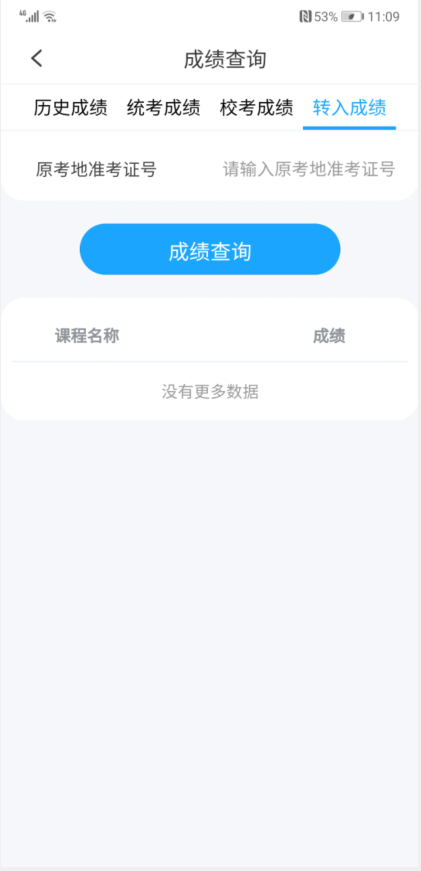 4G 53% 11:09
成绩查询
历史成绩 统考成绩 校考成绩 转入成绩
原考地准考证号 请输入原考地准考证号
成绩查询
课程名称 成绩
没有更多数据